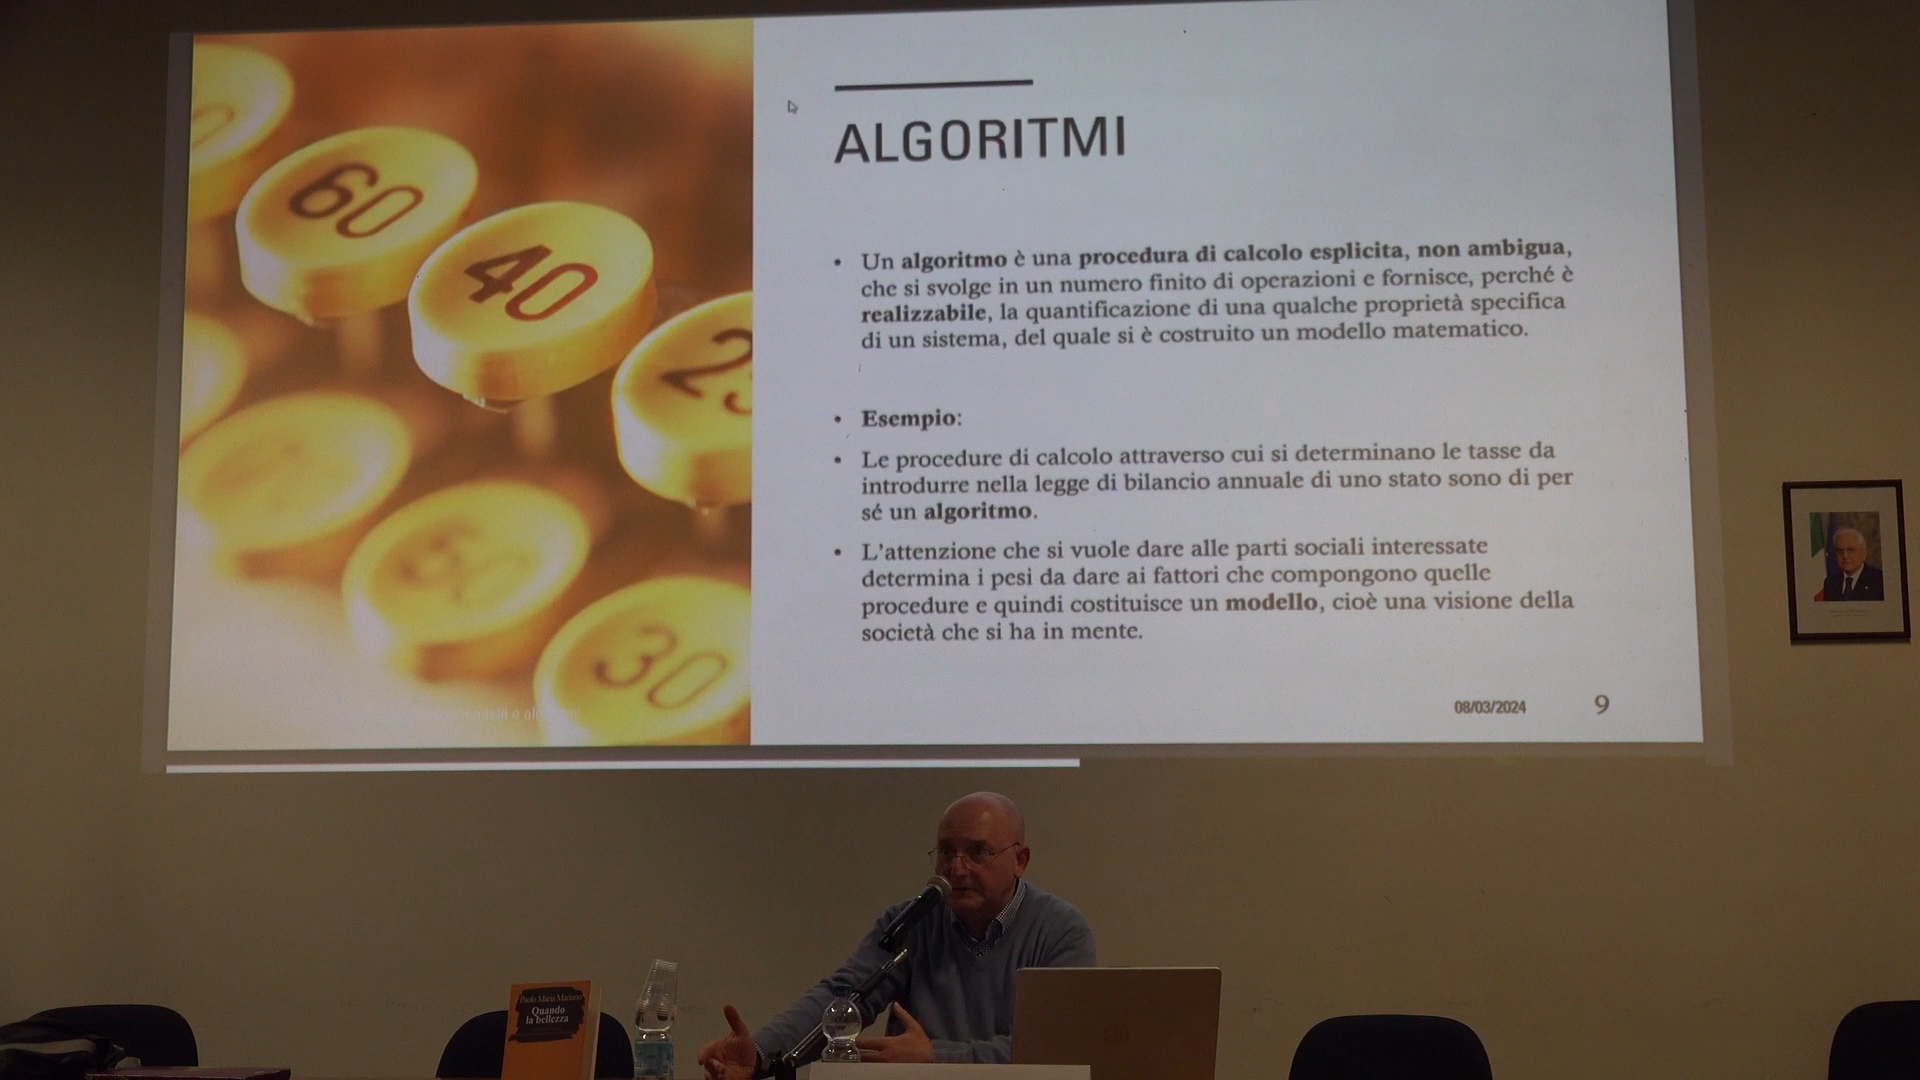 60
40
30
ALGORITMI
• Un algoritmo è una procedura di calcolo esplicita, non ambigua,
che si svolge in un numero finito di operazioni e fornisce, perché è
realizzabile, la quantificazione di una qualche proprietà specifica
di un sistema, del quale si è costruito un modello matematico.
• Esempio:
• Le procedure di calcolo attraverso cui si determinano le tasse da
introdurre nella legge di bilancio annuale di uno stato sono di per
sé un algoritmo.
• L'attenzione che si vuole dare alle parti sociali interessate
determina i pesi da dare ai fattori che compongono quelle
procedure e quindi costituisce un modello, cioè una visione della
società che si ha in mente.
08/03/2024 9
Paolo Maria Mariano
Quando
la bellezza